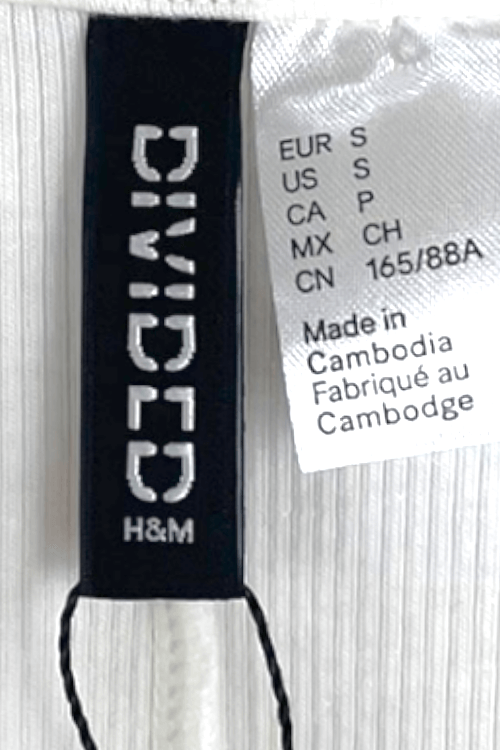 DIVIDED
H&M
EUR S
US S
CA P
MX CH
CN 165/88A
Made in
Cambodia
Fabriqué au
Cambodge